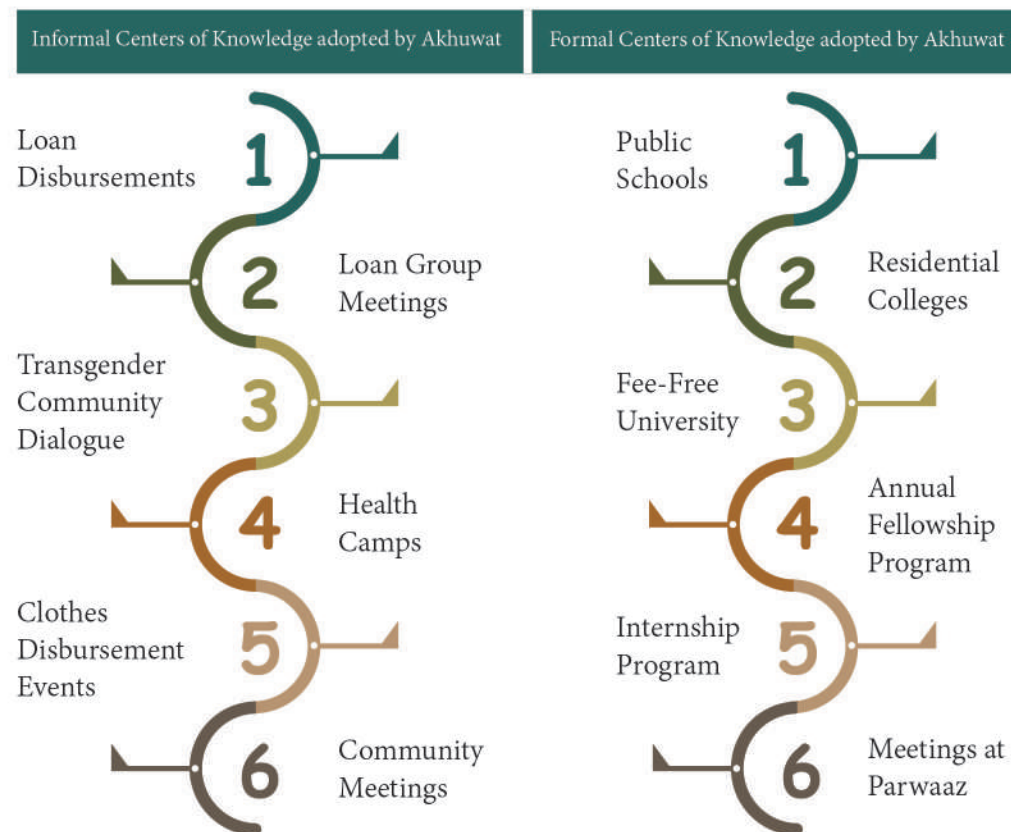 Informal Centers of Knowledge adopted by Akhuwat
Formal Centers of Knowledge adopted by Akhuwat
Loan
Disbursements
1
2
Loan Group
Meetings
Transgender
Community
Dialogue
3
4
Health
Camps
Clothes
Disbursement
Events
5
6
Community
Meetings
Public
Schools
1
2
Residential
Colleges
Fee-Free
University
3
4
Annual
Fellowship
Program
Internship
Program
5
6
Meetings at
Parwaaz